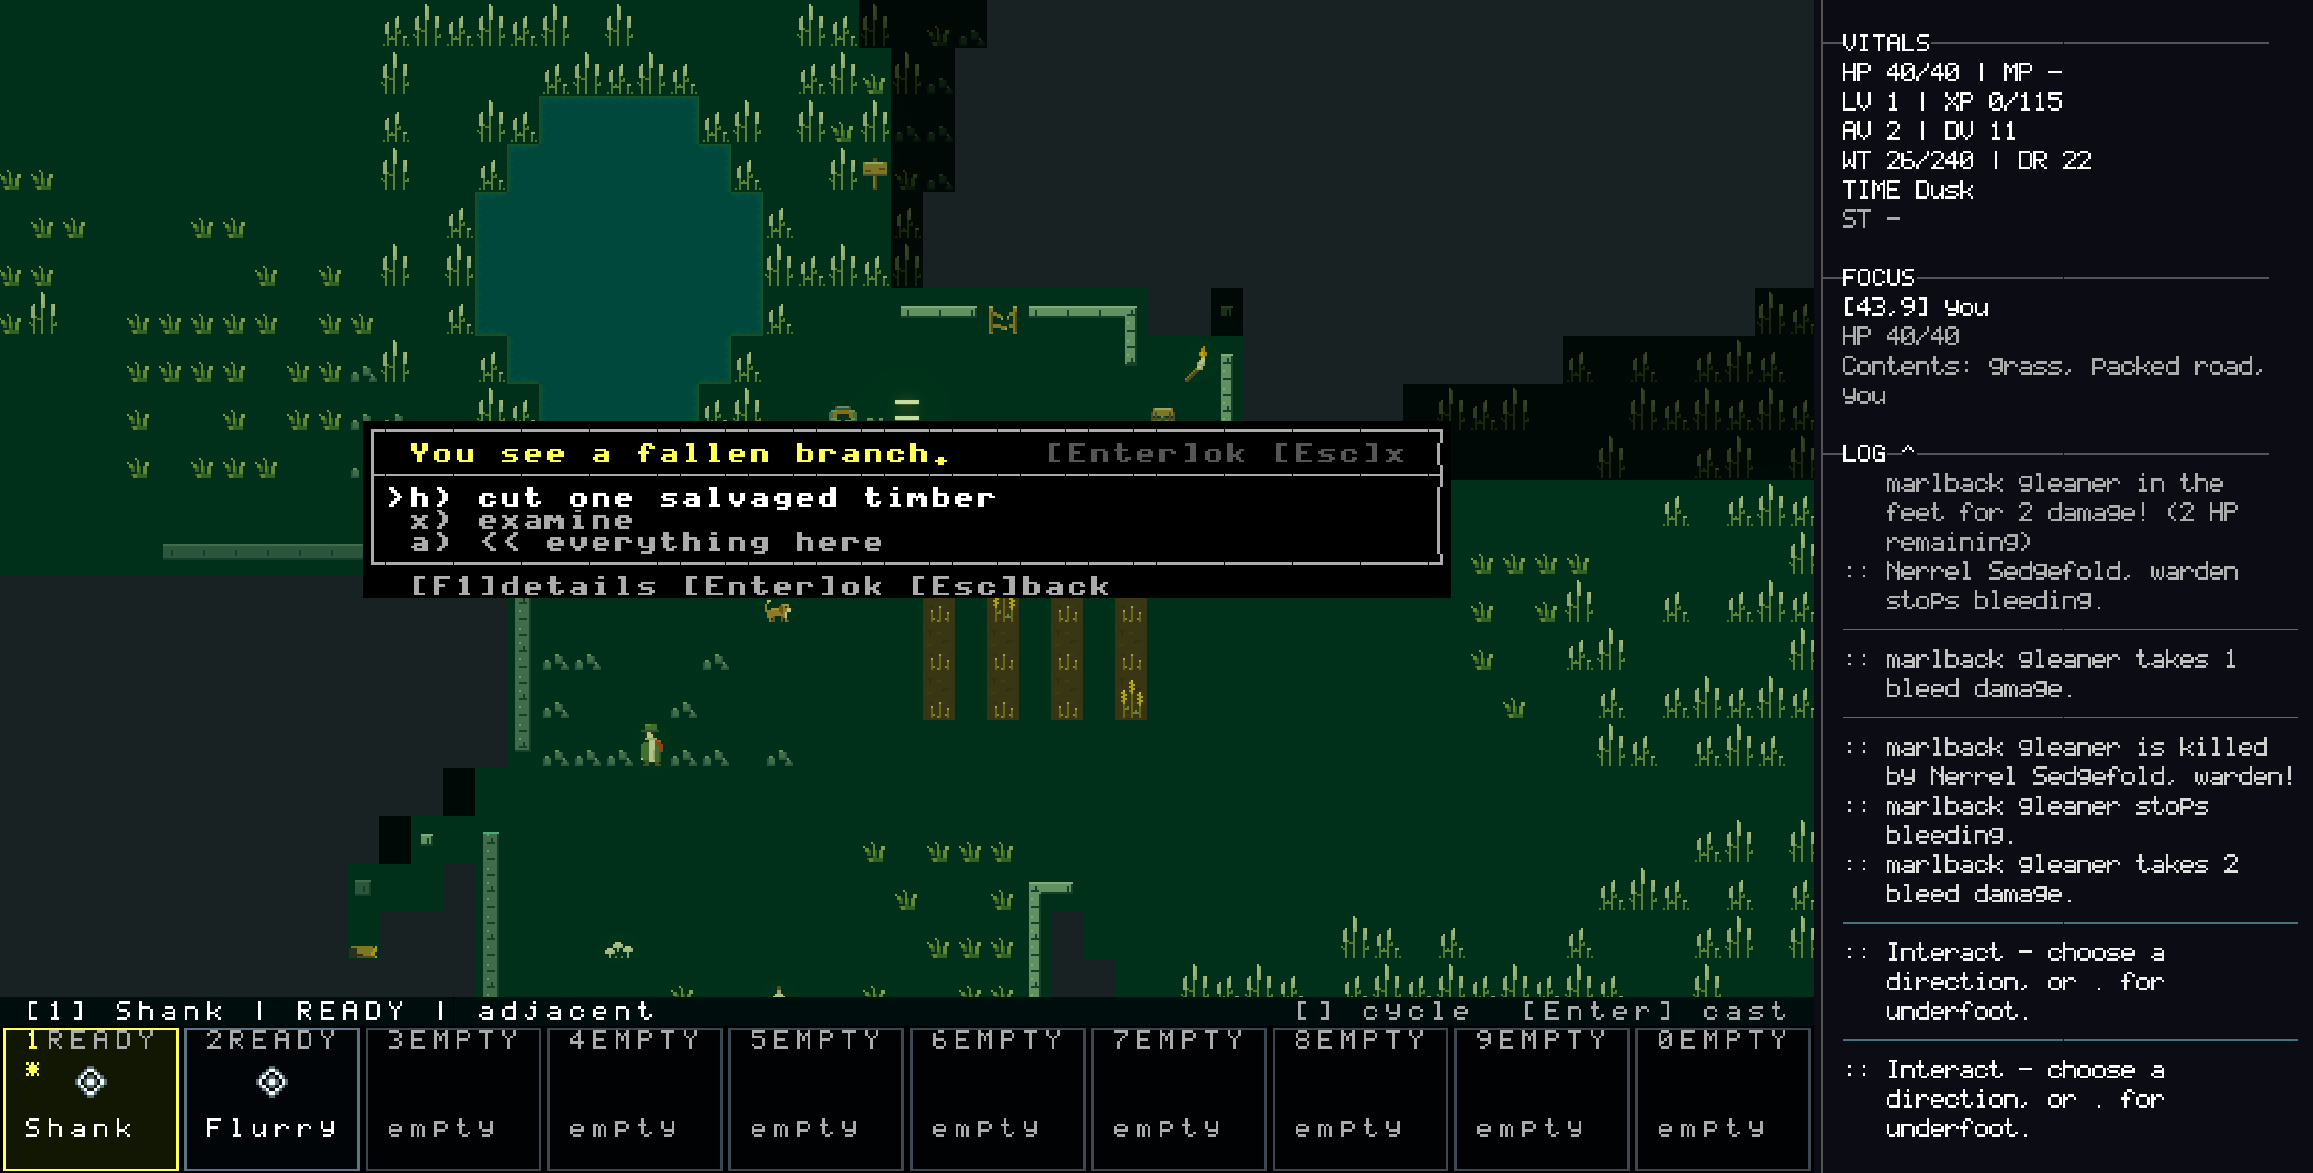 VITALS
HP 40/40 | MP -
LV 1 | XP 0/115
AV 2 | DV 11
WT 26/240 | DR 22
TIME Dusk
ST -
FOCUS
[43,9] You
HP 40/40
Contents: grass, Packed road,
You
LOG ^
marlback gleaner in the
feet for 2 damage! (2 HP
remaining)
:: Nerrel Sedgefold, warden
stops bleeding.
:: marlback gleaner takes 1
bleed damage.
:: marlback gleaner is killed
by Nerrel Sedgefold, warden!
:: marlback gleaner stops
bleeding.
:: marlback gleaner takes 2
bleed damage.
:: Interact - choose a
direction, or . for
underfoot.
:: Interact - choose a
direction, or . for
underfoot.
You see a fallen branch. [Enter]ok [Esc]x
>h) cut one salvaged timber
x) examine
a) << everything here
[F1]details [Enter]ok [Esc]back
[1] Shank | READY | adjacent [] cycle [Enter] cast
1READY 2READY 3EMPTY 4EMPTY 5EMPTY 6EMPTY 7EMPTY 8EMPTY 9EMPTY 0EMPTY
*
Shank Flurry empty empty empty empty empty empty empty empty